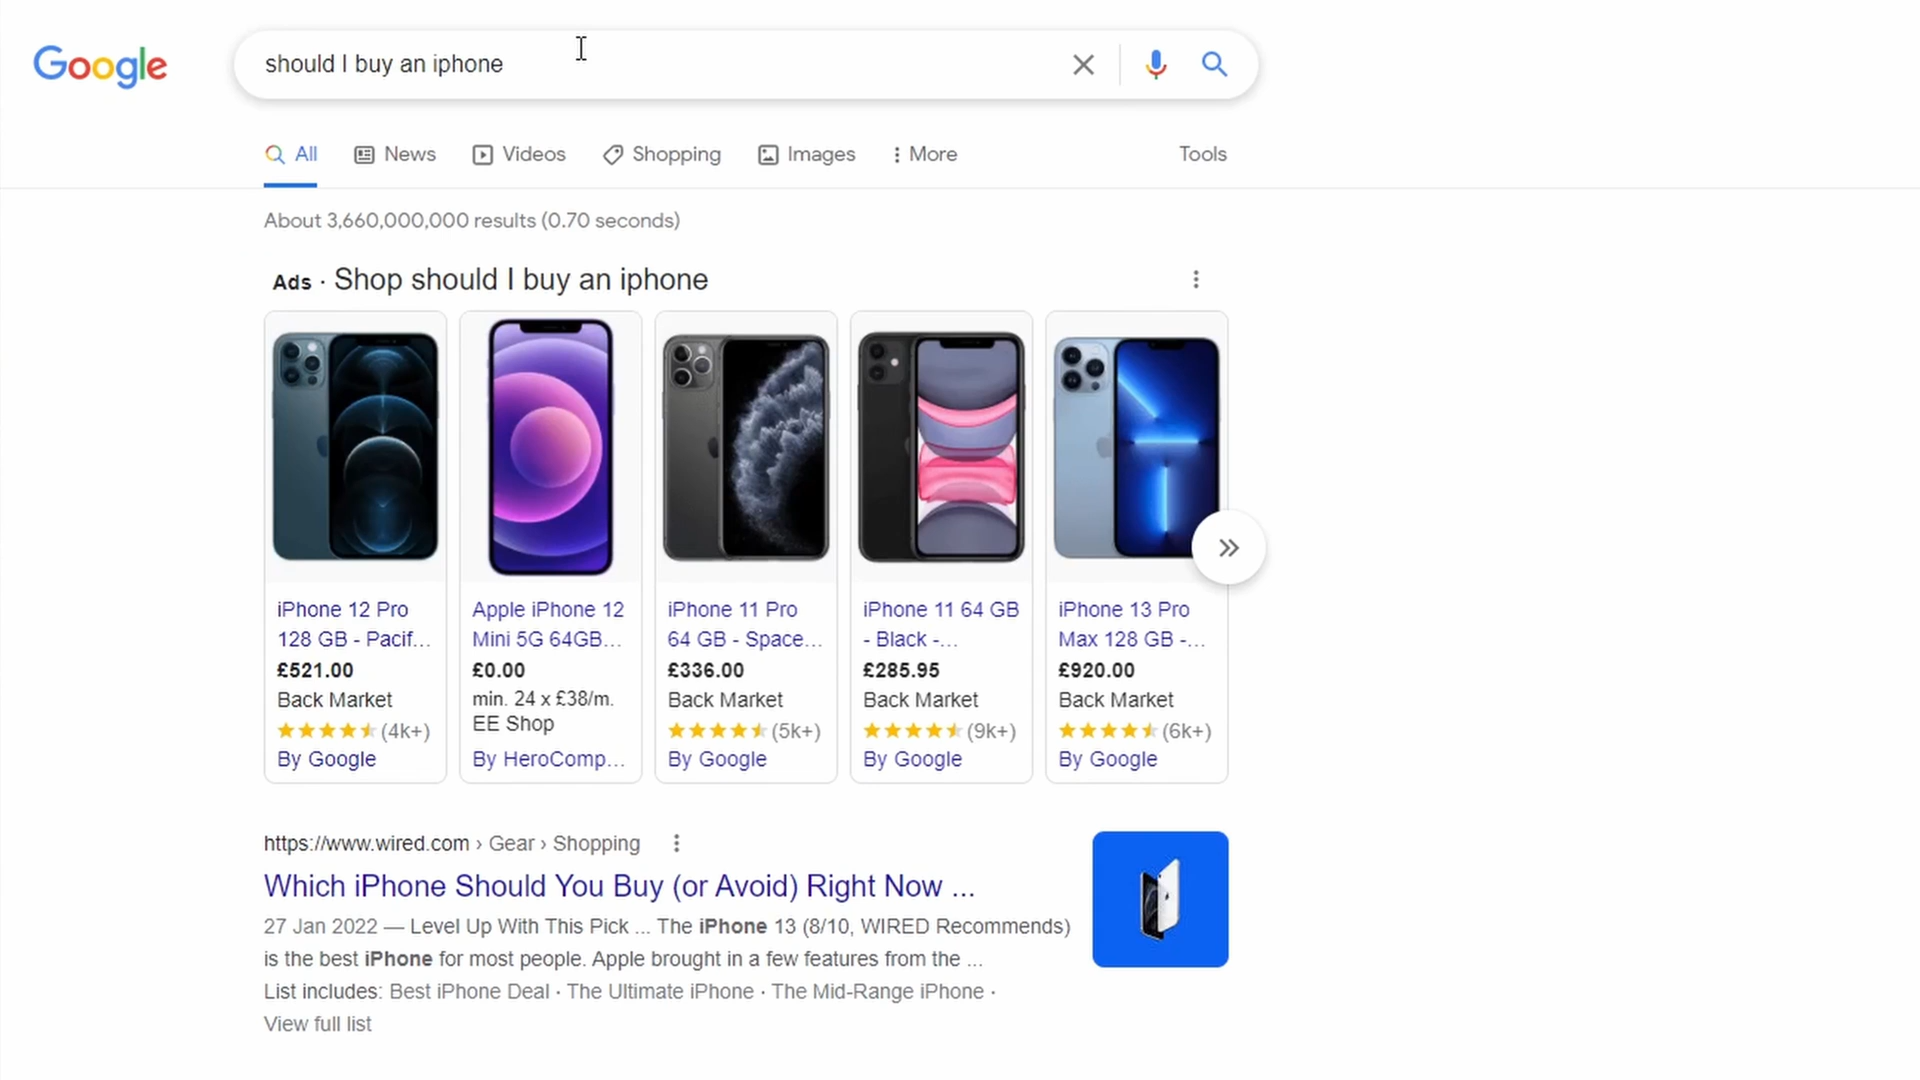 Google
should I buy an iphone
All
News
Videos
Shopping
Images
More
Tools
About 3,660,000,000 results (0.70 seconds)
Ads · Shop should I buy an iphone
iPhone 12 Pro
128 GB - Pacif...
£521.00
Back Market
(4k+)
By Google
Apple iPhone 12
Mini 5G 64GB...
£0.00
min. 24 x £38/m.
EE Shop
By HeroComp...
iPhone 11 Pro
64 GB - Space...
£336.00
Back Market
(5k+)
By Google
iPhone 11 64 GB
- Black -...
£285.95
Back Market
(9k+)
By Google
iPhone 13 Pro
Max 128 GB -...
£920.00
Back Market
(6k+)
By Google
https://www.wired.com › Gear › Shopping
Which iPhone Should You Buy (or Avoid) Right Now ...
27 Jan 2022 — Level Up With This Pick ... The iPhone 13 (8/10, WIRED Recommends)
is the best iPhone for most people. Apple brought in a few features from the ...
List includes: Best iPhone Deal · The Ultimate iPhone · The Mid-Range iPhone ·
View full list